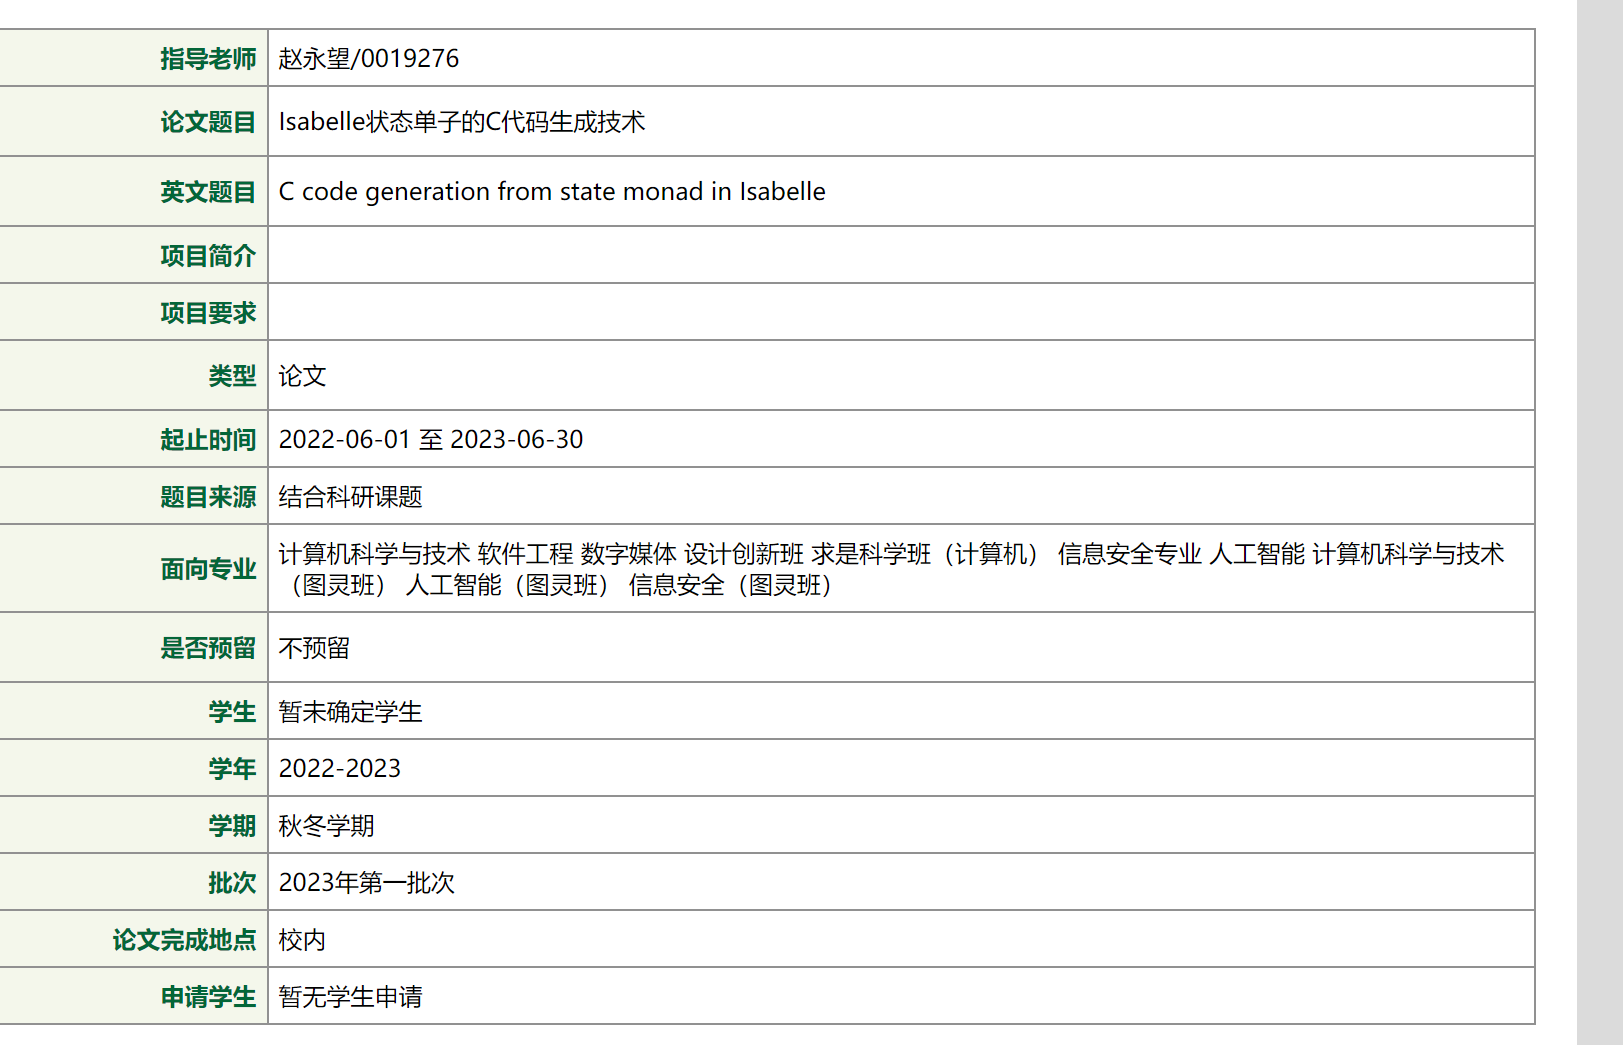 指导老师 赵永望/0019276
论文题目 Isabelle状态单子的C代码生成技术
英文题目 C code generation from state monad in Isabelle
项目简介
项目要求
类型 论文
起止时间 2022-06-01 至 2023-06-30
题目来源 结合科研课题
面向专业 计算机科学与技术 软件工程 数字媒体 设计创新班 求是科学班（计算机） 信息安全专业 人工智能 计算机科学与技术
（图灵班） 人工智能（图灵班） 信息安全（图灵班）
是否预留 不预留
学生 暂未确定学生
学年 2022-2023
学期 秋冬学期
批次 2023年第一批次
论文完成地点 校内
申请学生 暂无学生申请